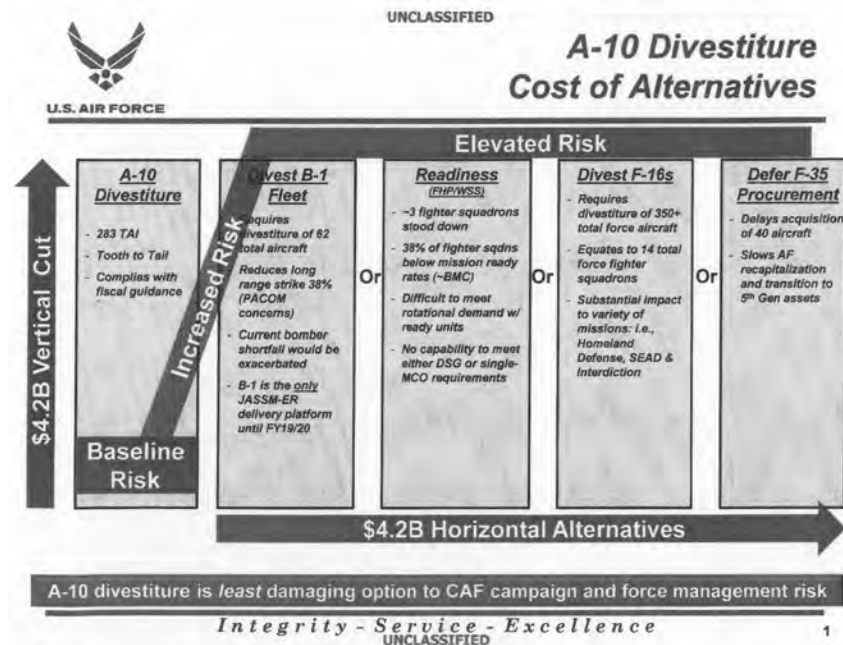 UNCLASSIFIED
A-10 Divestiture
Cost of Alternatives
U.S. AIR FORCE
Elevated Risk
$4.2B Vertical Cut
Increased Risk
A-10
Divestiture
- 283 TAI
- Tooth to Tail
- Complies with
fiscal guidance
Baseline
Risk
Divest B-1
Fleet
Requires
divestiture of 62
total aircraft
Reduces long
range strike 38%
(PACOM
concerns)
- Current bomber
shortfall would be
exacerbated
- B-1 is the only
JASSM-ER
delivery platform
until FY19/20
Or
Readiness
(FHP/WSS)
- ~3 fighter squadrons
stood down
- 38% of fighter sqdns
below mission ready
rates (~BMC)
- Difficult to meet
rotational demand w/
ready units
- No capability to meet
either DSG or single-
MCO requirements
Or
Divest F-16s
- Requires
divestiture of 350+
total force aircraft
- Equates to 14 total
force fighter
squadrons
- Substantial impact
to variety of
missions: i.e.,
Homeland
Defense, SEAD &
Interdiction
Or
Defer F-35
Procurement
- Delays acquisition
of 40 aircraft
- Slows AF
recapitalization
and transition to
5th Gen assets
$4.2B Horizontal Alternatives
A-10 divestiture is least damaging option to CAF campaign and force management risk
Integrity - Service - Excellence
UNCLASSIFIED
1